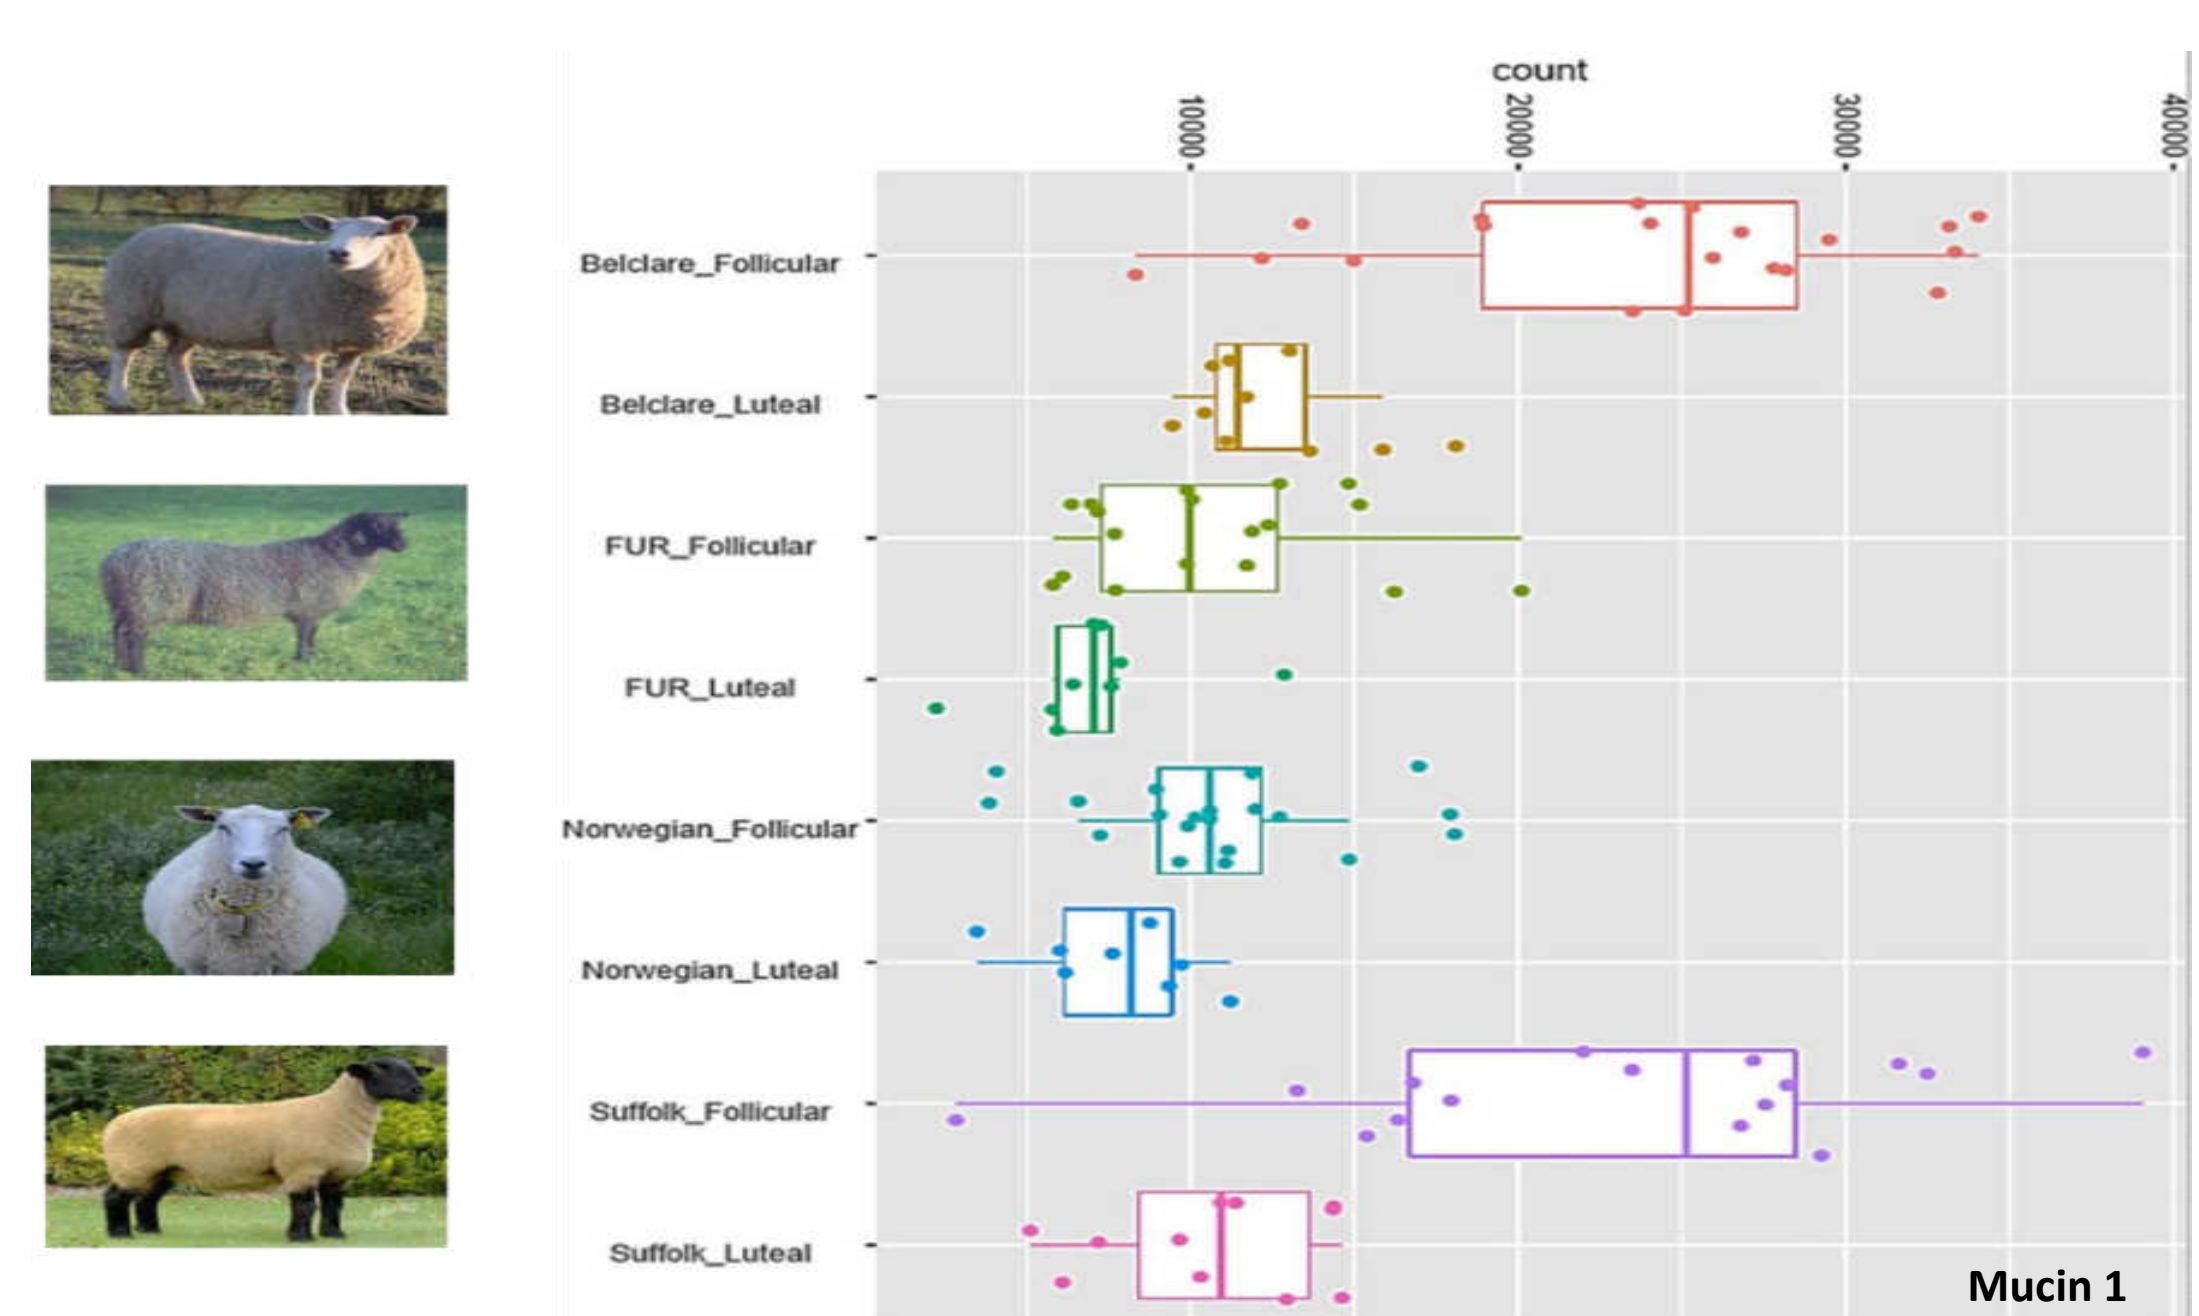 count
10000
20000
30000
40000
Belclare_Follicular
Belclare_Luteal
FUR_Follicular
FUR_Luteal
Norwegian_Follicular
Norwegian_Luteal
Suffolk_Follicular
Suffolk_Luteal
Mucin 1